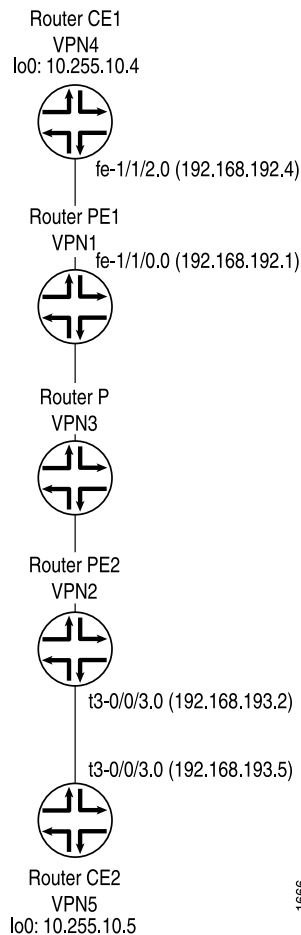 Router CE1
VPN4
lo0: 10.255.10.4
fe-1/1/2.0 (192.168.192.4)
Router PE1
VPN1
fe-1/1/0.0 (192.168.192.1)
Router P
VPN3
Router PE2
VPN2
t3-0/0/3.0 (192.168.193.2)
t3-0/0/3.0 (192.168.193.5)
Router CE2
VPN5
lo0: 10.255.10.5
1666